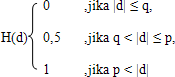 0 ,jika |d| ≤ q,
H(d) { 0,5 ,jika q < |d| ≤ p,
1 ,jika p < |d|